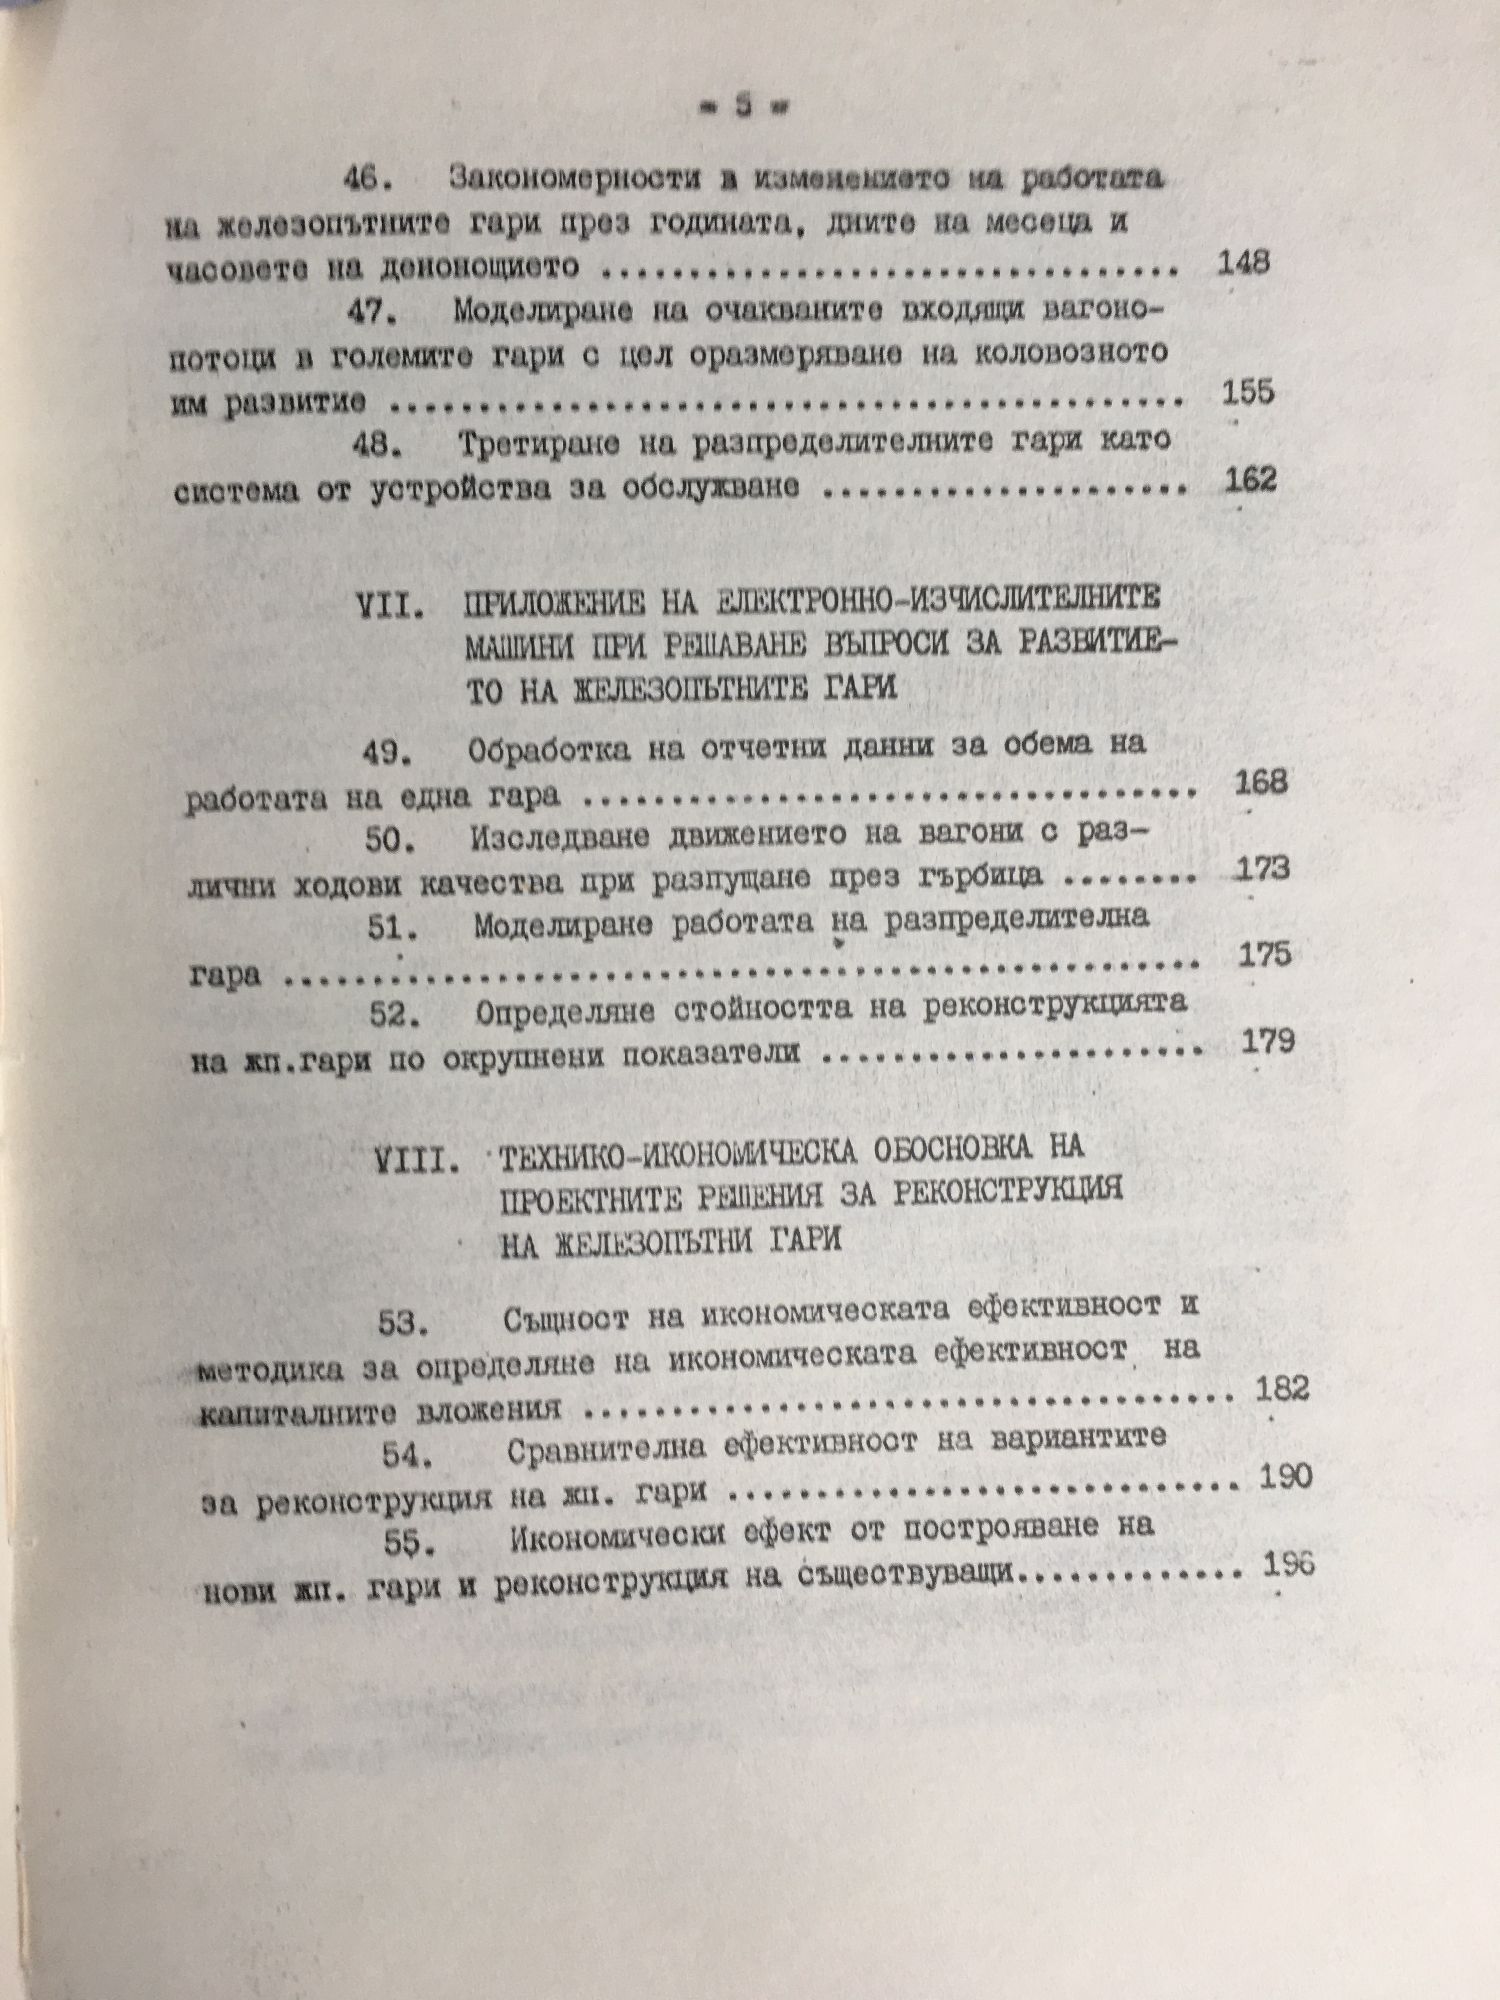 - 5 -
46. Закономерности в изменението на работата
на железопътните гари през годината, дните на месеца и
часовете на денонощието ................................. 148
47. Моделиране на очакваните входящи вагоно-
потоци в големите гари с цел оразмеряване на коловозното
им развитие ............................................. 155
48. Третиране на разпределителните гари като
система от устройства за обслужване ..................... 162
VII. ПРИЛОЖЕНИЕ НА ЕЛЕКТРОННО-ИЗЧИСЛИТЕЛНИТЕ
МАШИНИ ПРИ РЕШАВАНЕ ВЪПРОСИ ЗА РАЗВИТИЕ-
ТО НА ЖЕЛЕЗОПЪТНИТЕ ГАРИ
49. Обработка на отчетни данни за обема на
работата на една гара ................................... 168
50. Изследване движението на вагони с раз-
лични ходови качества при разпущане през гърбица ........ 173
51. Моделиране работата на разпределителна
гара .................................................... 175
52. Определяне стойността на реконструкцията
на жп.гари по окрупнени показатели ...................... 179
VIII. ТЕХНИКО-ИКОНОМИЧЕСКА ОБОСНОВКА НА
ПРОЕКТНИТЕ РЕШЕНИЯ ЗА РЕКОНСТРУКЦИЯ
НА ЖЕЛЕЗОПЪТНИ ГАРИ
53. Същност на икономическата ефективност и
методика за определяне на икономическата ефективност на
капиталните вложения ..................................... 182
54. Сравнителна ефективност на вариантите
за реконструкция на жп. гари ............................. 190
55. Икономически ефект от построяване на
нови жп. гари и реконструкция на съществуващи............. 196